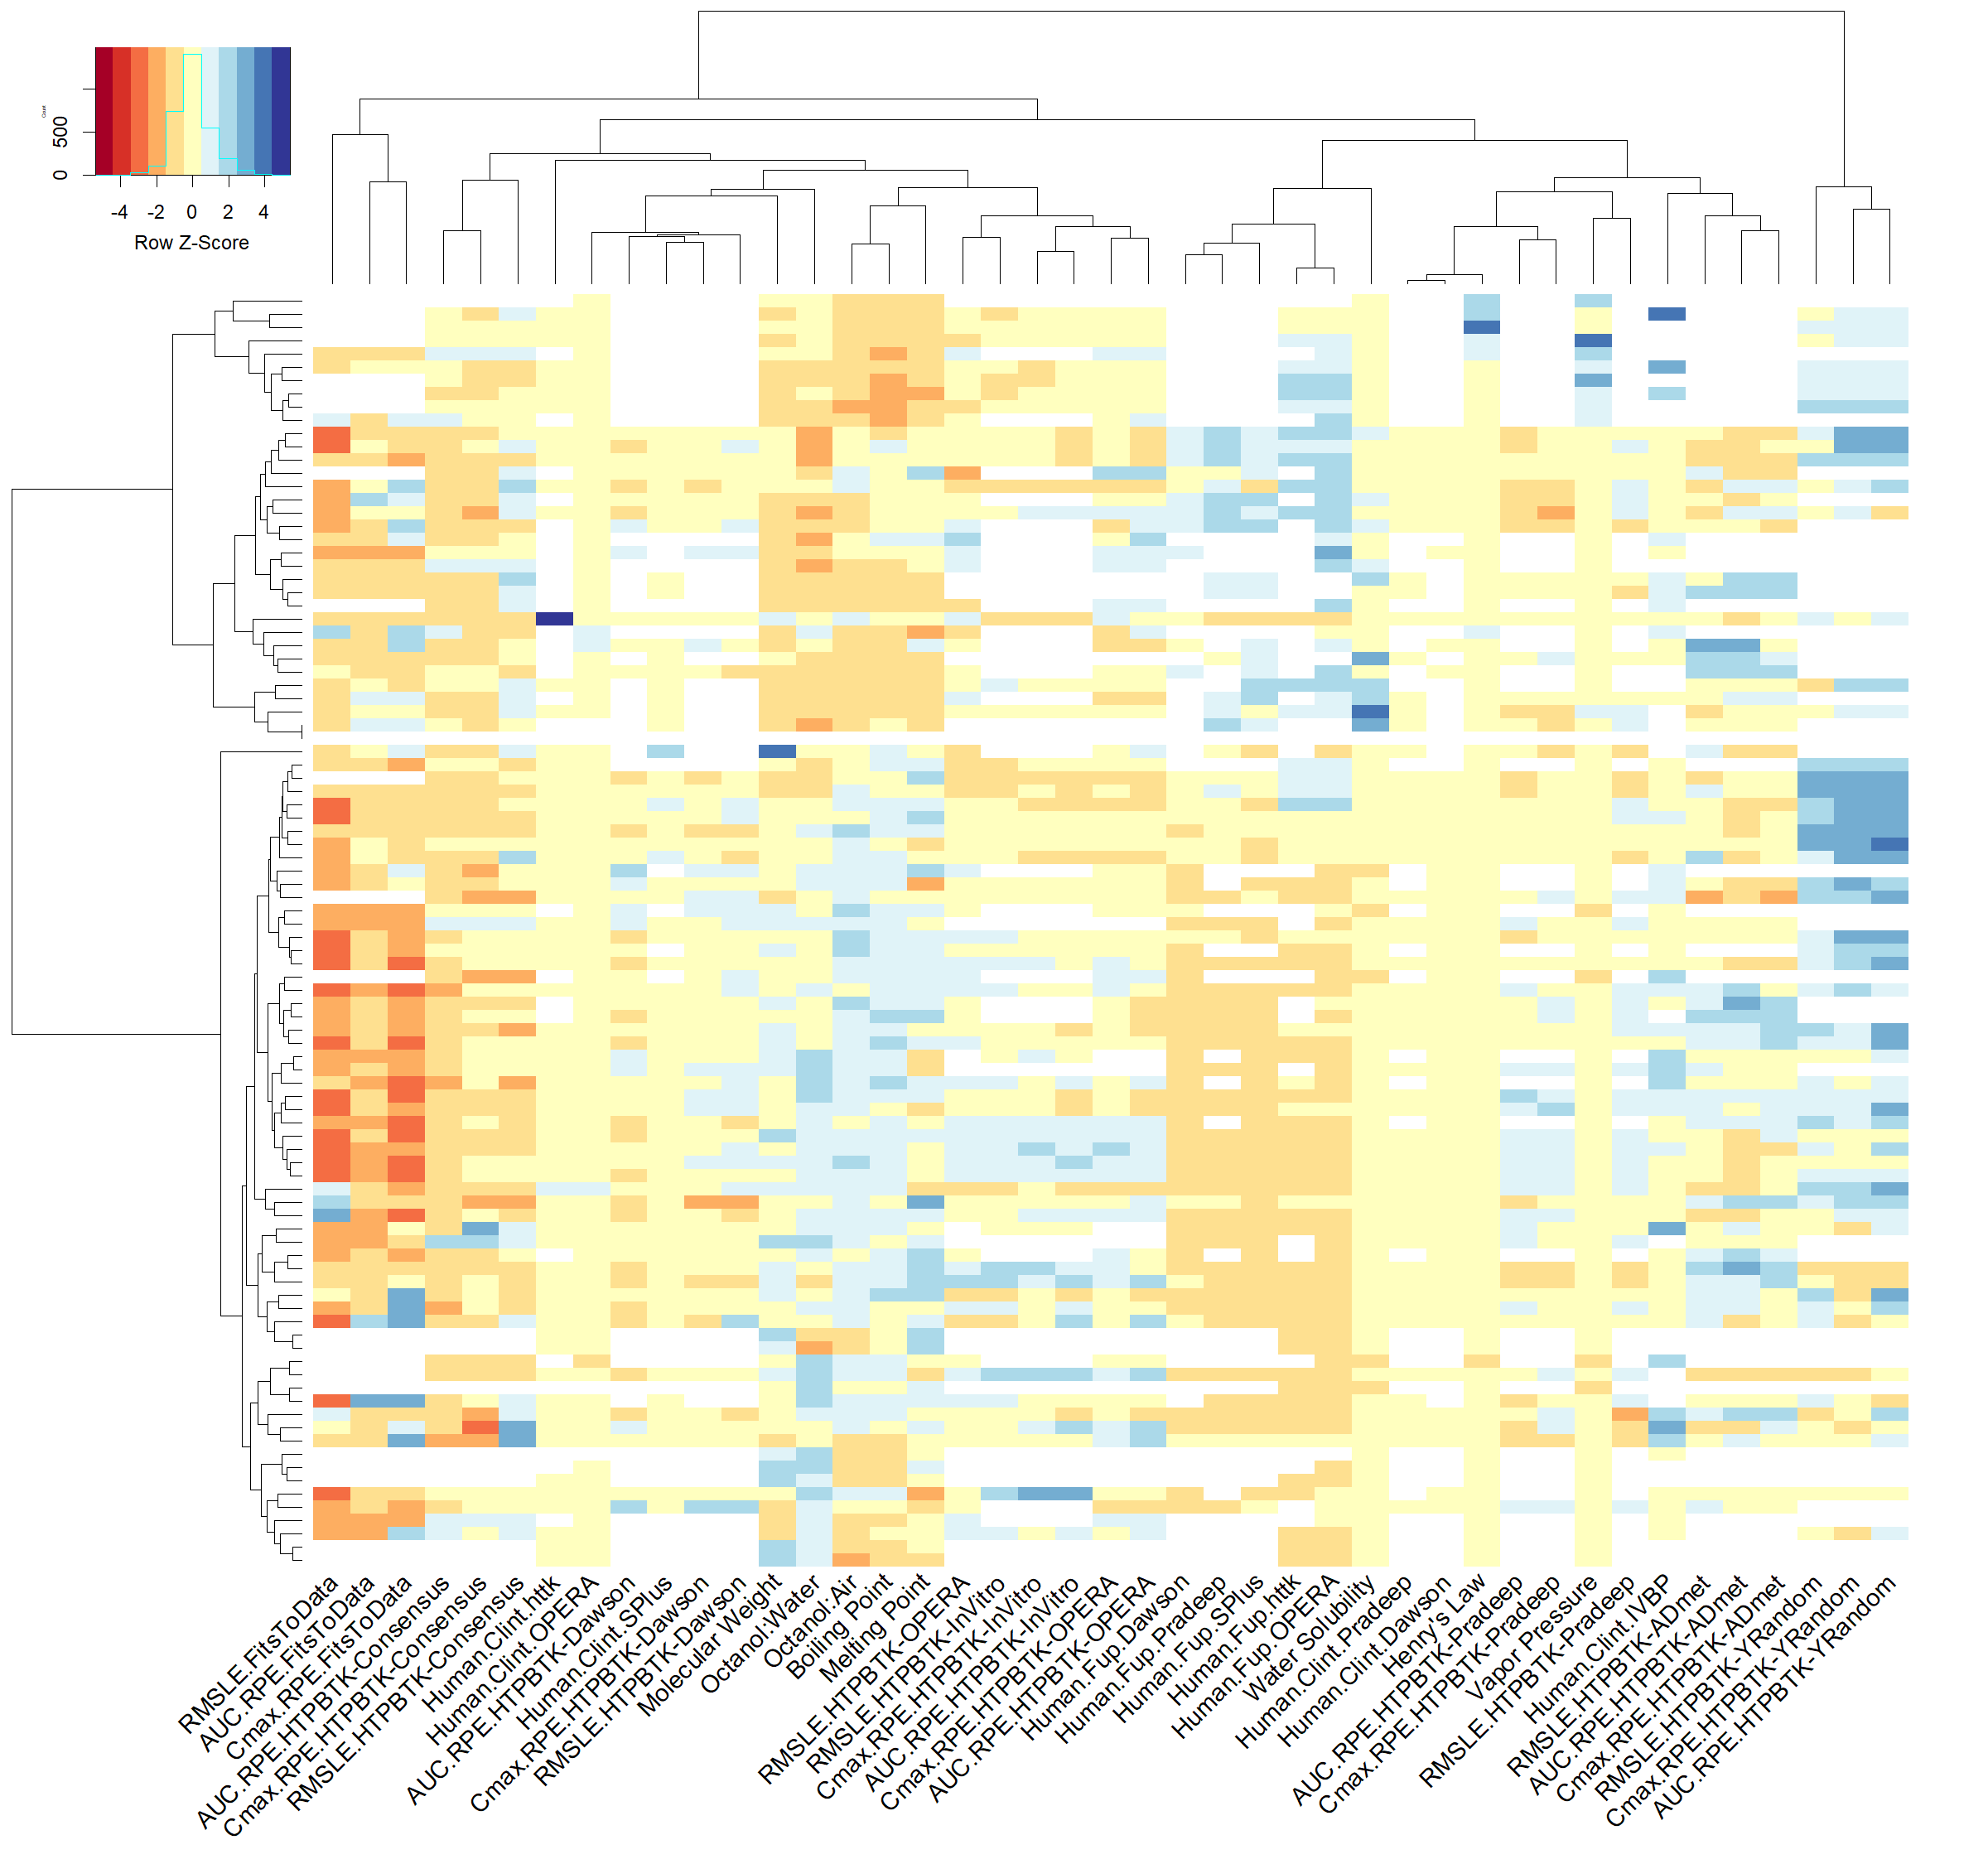 Count
0
500
-4
-2
0
2
4
Row Z-Score
RMSLE.FitsToData
AUC.RPE.FitsToData
Cmax.RPE.FitsToData
AUC.RPE.HTPBTK-Consensus
Cmax.RPE.HTPBTK-Consensus
RMSLE.HTPBTK-Consensus
Human.Clint.httk
Human.Clint.OPERA
AUC.RPE.HTPBTK-Dawson
Human.Clint.SPlus
Cmax.RPE.HTPBTK-Dawson
RMSLE.HTPBTK-Dawson
Molecular Weight
Octanol:Water
Octanol:Air
Boiling Point
Melting Point
RMSLE.HTPBTK-OPERA
RMSLE.HTPBTK-InVitro
Cmax.RPE.HTPBTK-InVitro
AUC.RPE.HTPBTK-InVitro
Cmax.RPE.HTPBTK-OPERA
AUC.RPE.HTPBTK-OPERA
Human.Fup.Dawson
Human.Fup.Pradeep
Human.Fup.SPlus
Human.Fup.httk
Human.Fup.OPERA
Water Solubility
Human.Clint.Pradeep
Human.Clint.Dawson
Henry's Law
AUC.RPE.HTPBTK-Pradeep
Cmax.RPE.HTPBTK-Pradeep
Vapor Pressure
RMSLE.HTPBTK-Pradeep
Human.Clint.IVBP
RMSLE.HTPBTK-ADmet
AUC.RPE.HTPBTK-ADmet
Cmax.RPE.HTPBTK-ADmet
RMSLE.HTPBTK-YRandom
Cmax.RPE.HTPBTK-YRandom
AUC.RPE.HTPBTK-YRandom